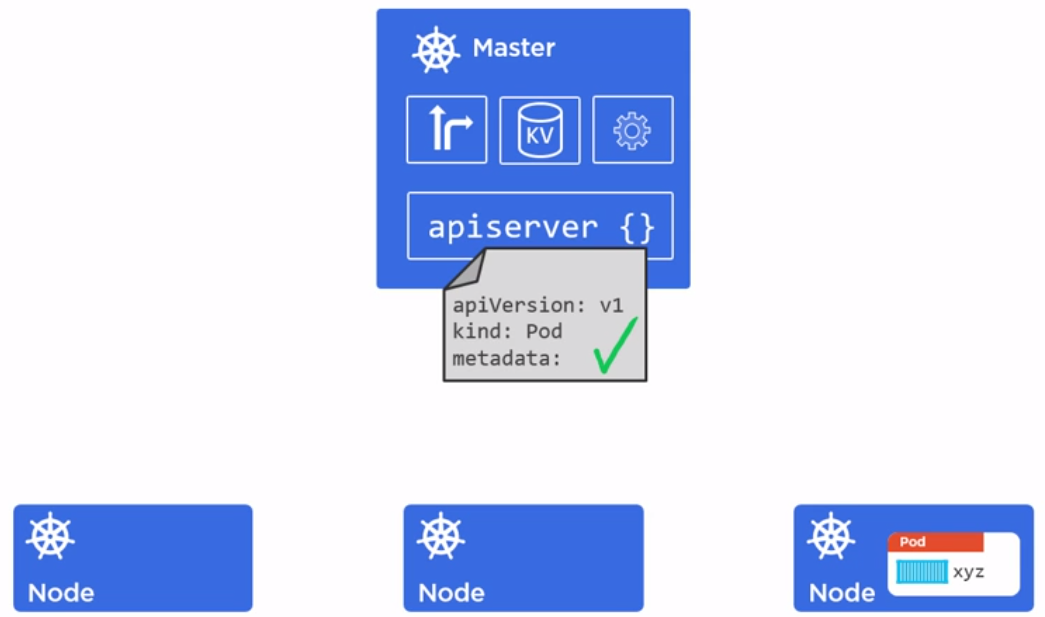 Master
KV
apiserver {}
apiVersion: v1
kind: Pod
metadata:
Node
Node
Node
Pod
xyz